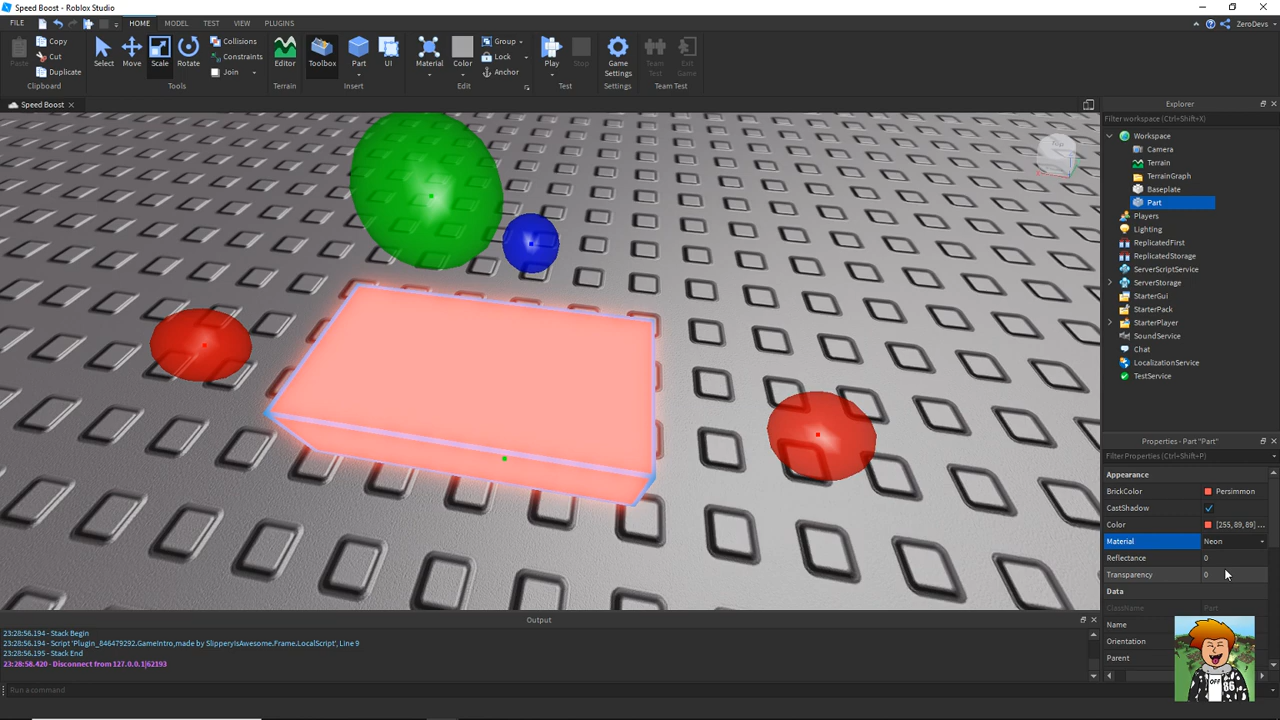 Speed Boost - Roblox Studio
FILE HOME MODEL TEST VIEW PLUGINS ZeroDevs
Paste Copy Cut Duplicate Clipboard
Select Move Scale Rotate Collisions Constraints Join Tools
Editor Terrain
Toolbox Part UI Insert
Material Color Group Lock Anchor Edit
Play Stop Test
Game Settings Settings
Team Test Exit Game Team Test
Speed Boost
Explorer
Filter workspace (Ctrl+Shift+X)
Workspace
Camera
Terrain
TerrainGraph
Baseplate
Part
Players
Lighting
ReplicatedFirst
ReplicatedStorage
ServerScriptService
ServerStorage
StarterGui
StarterPack
StarterPlayer
SoundService
Chat
LocalizationService
TestService
Properties - Part "Part"
Filter Properties (Ctrl+Shift+P)
Appearance
BrickColor Persimmon
CastShadow
Color [255, 89, 89] ...
Material Neon
Reflectance 0
Transparency 0
Data
ClassName Part
Name
Orientation
Parent
OFF
86
Output
23:28:56.194 - Stack Begin
23:28:56.194 - Script 'Plugin_846479292.GameIntro,made by SlipperyIsAwesome.Frame.LocalScript', Line 9
23:28:56.195 - Stack End
23:28:58.420 - Disconnect from 127.0.0.1|62193
Run a command